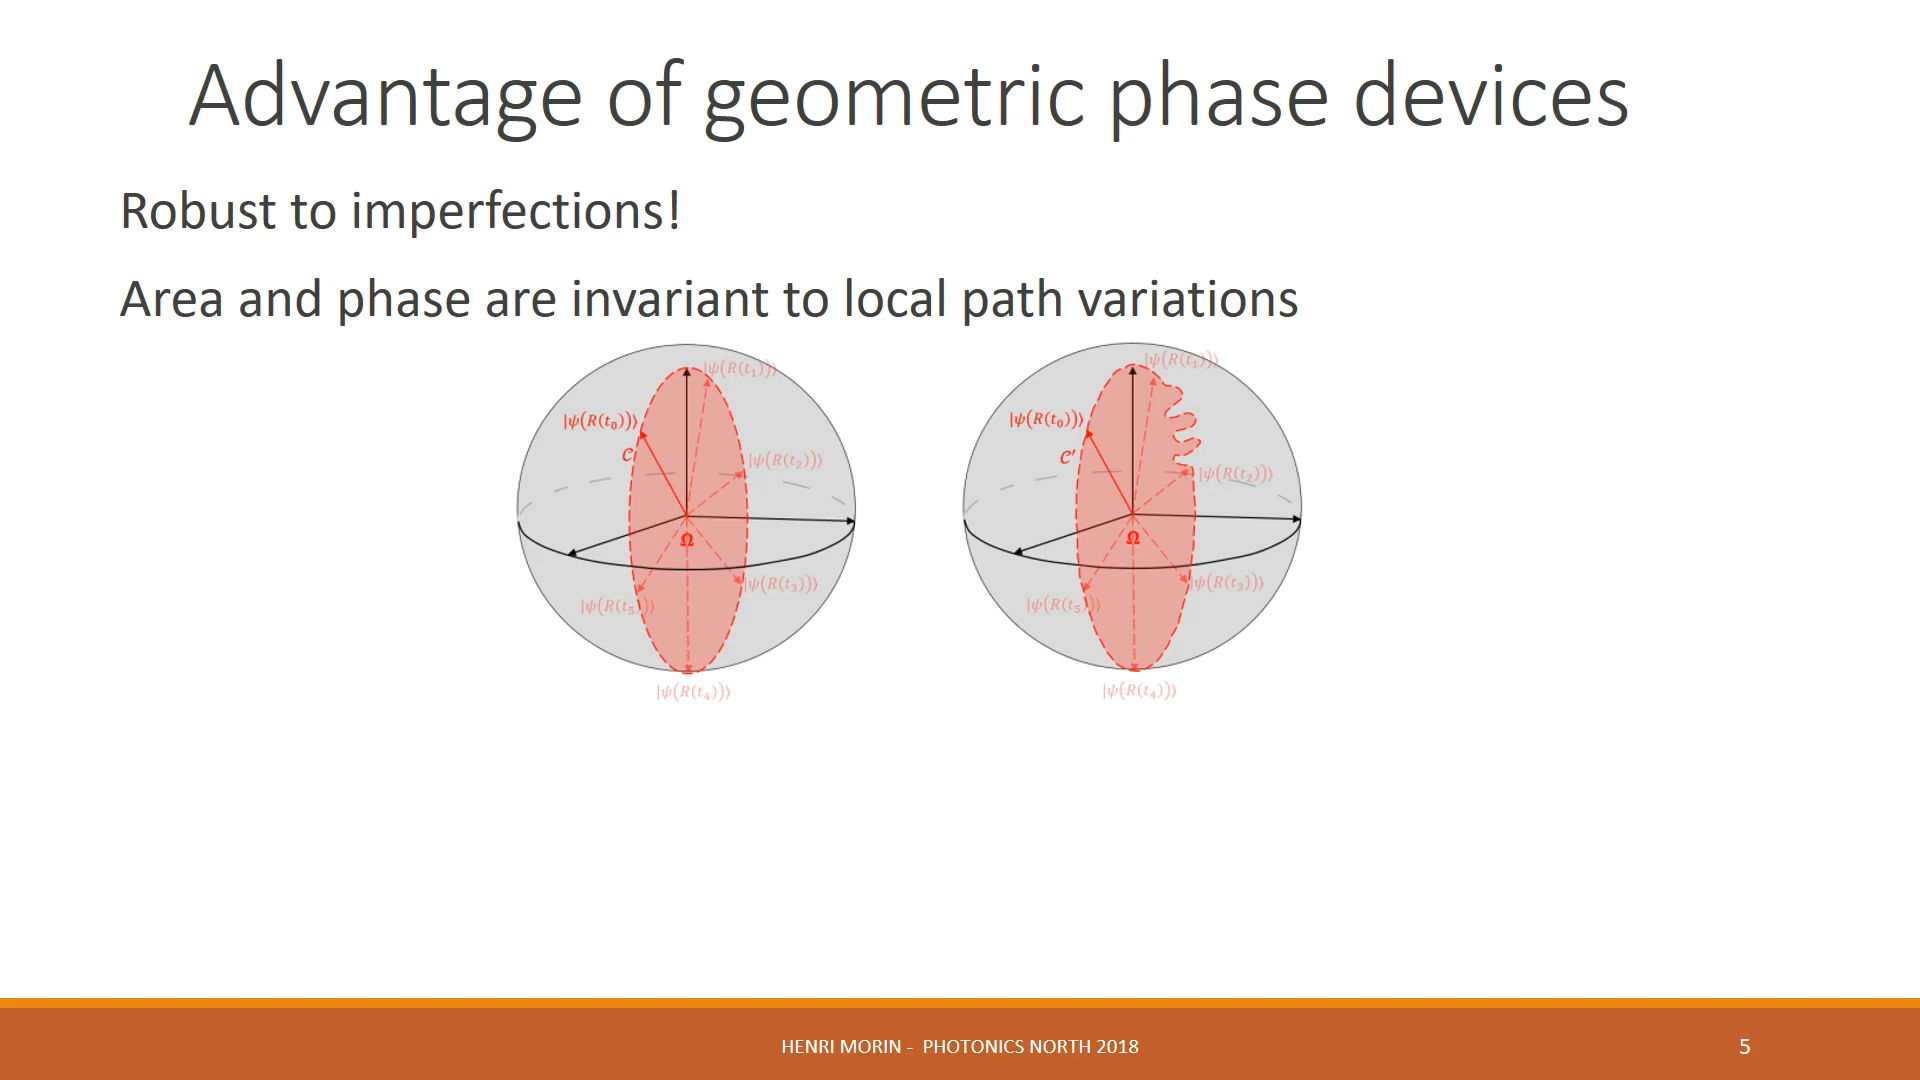 Advantage of geometric phase devices
Robust to imperfections!
Area and phase are invariant to local path variations
|ψ(R(t₁))⟩
|ψ(R(t₀))⟩
𝒞
|ψ(R(t₂))⟩
Ω
|ψ(R(t₃))⟩
|ψ(R(t₅))⟩
|ψ(R(t₄))⟩
|ψ(R(t₁))⟩
|ψ(R(t₀))⟩
𝒞′
|ψ(R(t₂))⟩
Ω
|ψ(R(t₃))⟩
|ψ(R(t₅))⟩
|ψ(R(t₄))⟩
HENRI MORIN - PHOTONICS NORTH 2018
5